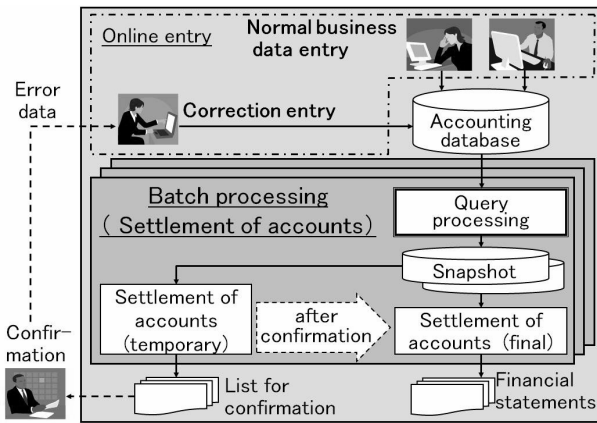 Online entry
Normal business
data entry
Error
data
Correction entry
Accounting
database
Batch processing
( Settlement of accounts)
Query
processing
Snapshot
Settlement of
accounts
(temporary)
after
confirmation
Settlement of
accounts (final)
Confir-
mation
List for
confirmation
Financial
statements